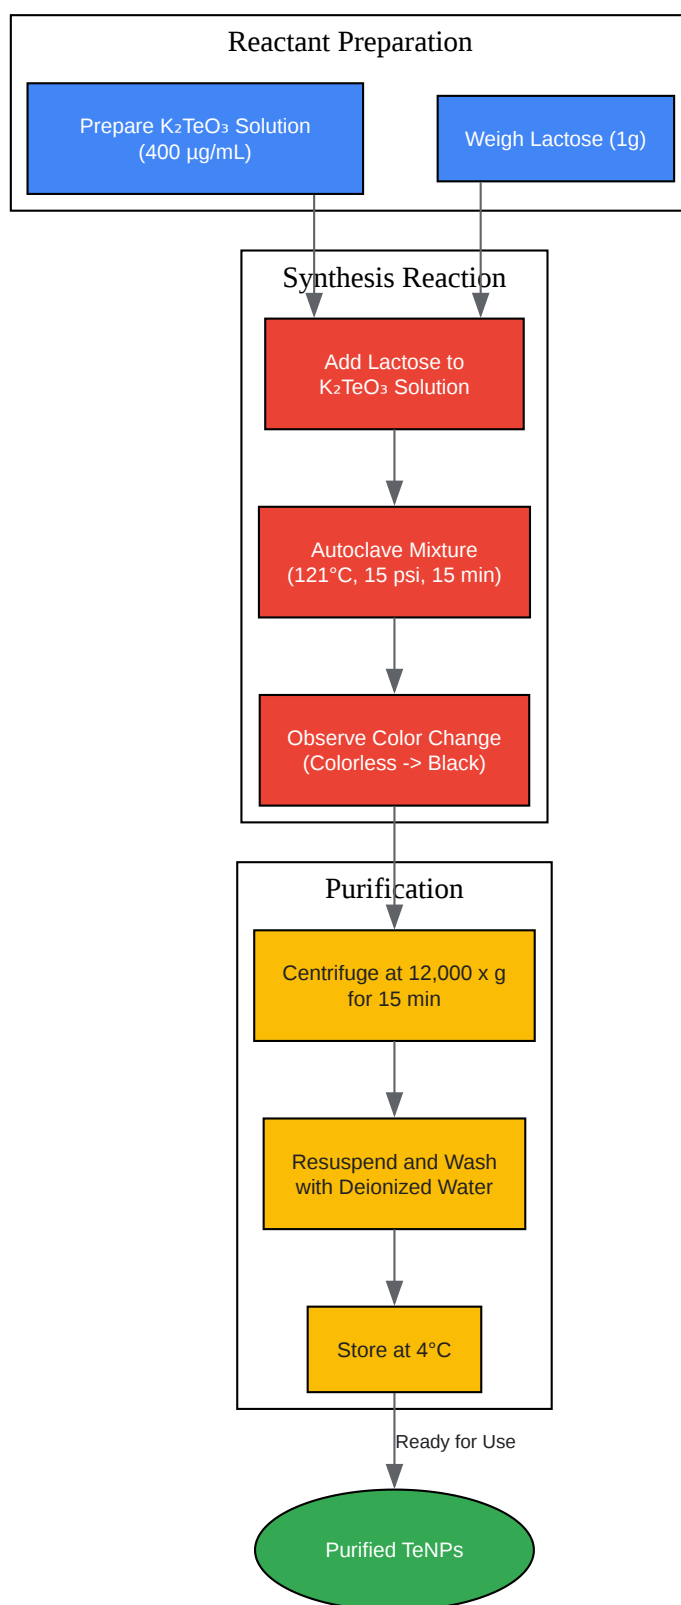 Reactant Preparation
Prepare K₂TeO₃ Solution
(400 µg/mL)
Weigh Lactose (1g)
Synthesis Reaction
Add Lactose to
K₂TeO₃ Solution
Autoclave Mixture
(121°C, 15 psi, 15 min)
Observe Color Change
(Colorless -> Black)
Purification
Centrifuge at 12,000 x g
for 15 min
Resuspend and Wash
with Deionized Water
Store at 4°C
Ready for Use
Purified TeNPs